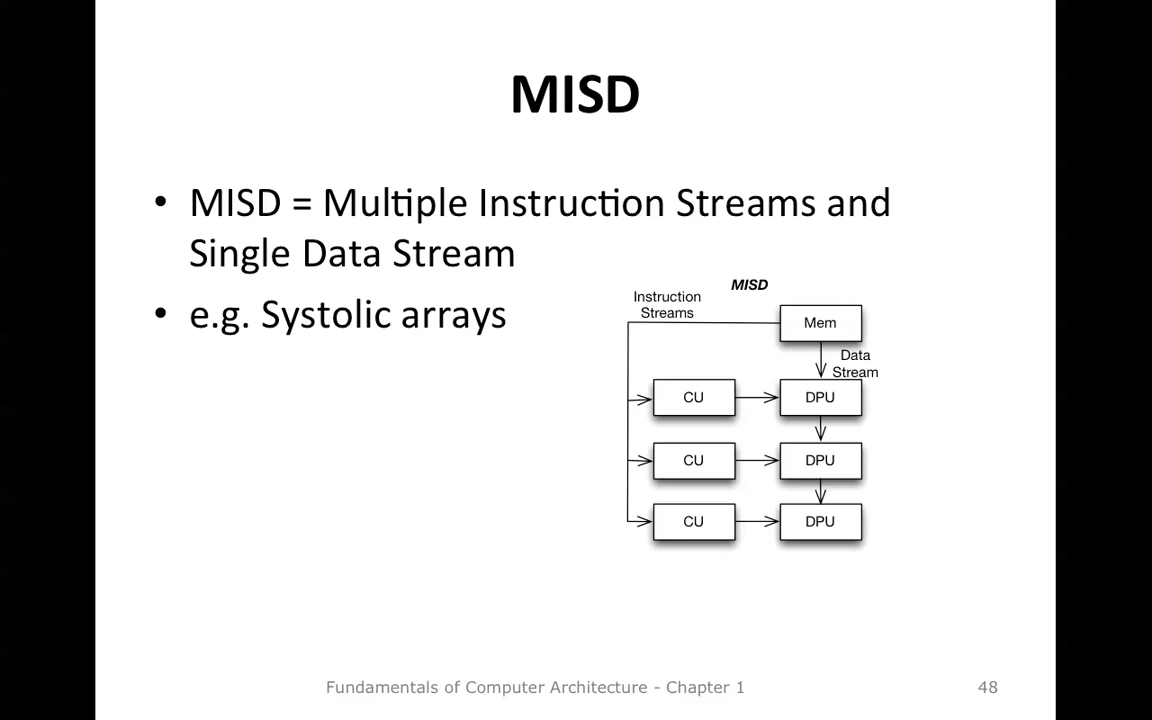 MISD
• MISD = Multiple Instruction Streams and
Single Data Stream
• e.g. Systolic arrays
MISD
Instruction
Streams
Mem
Data
Stream
CU
DPU
CU
DPU
CU
DPU
Fundamentals of Computer Architecture - Chapter 1
48